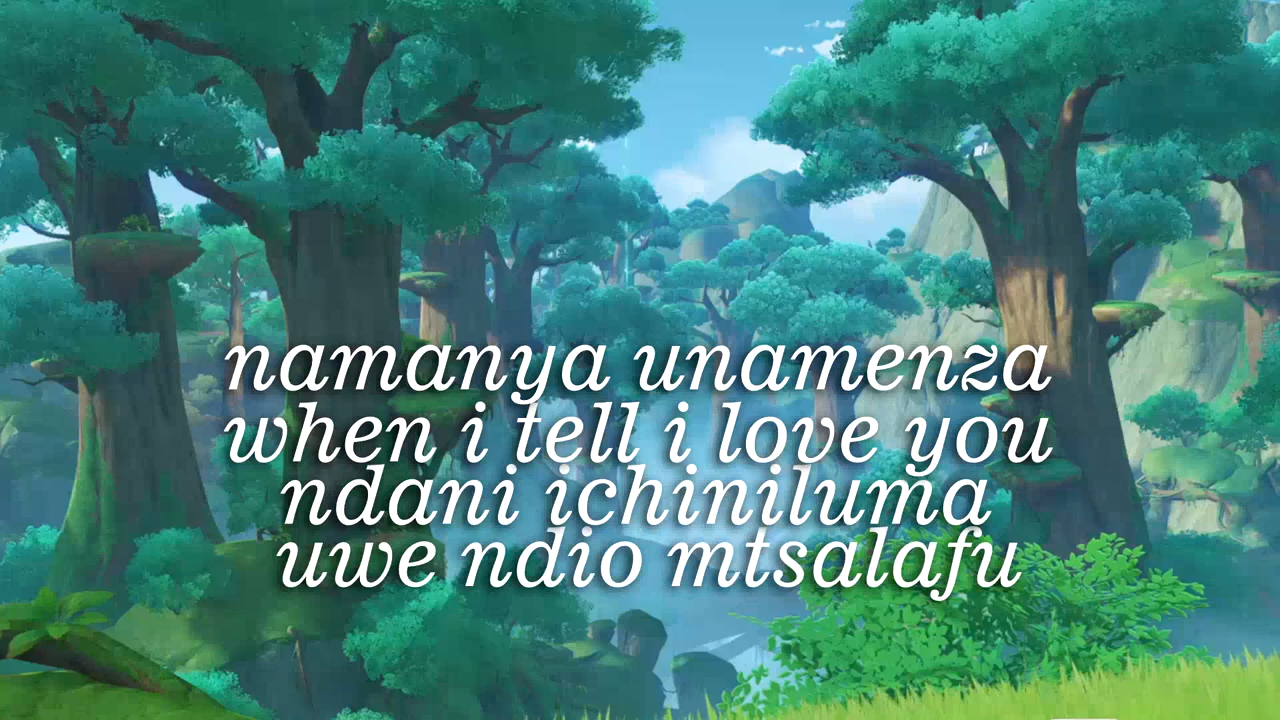 namanya unamenza
when i tell i love you
ndani ichiniluma
uwe ndio mtsalafu